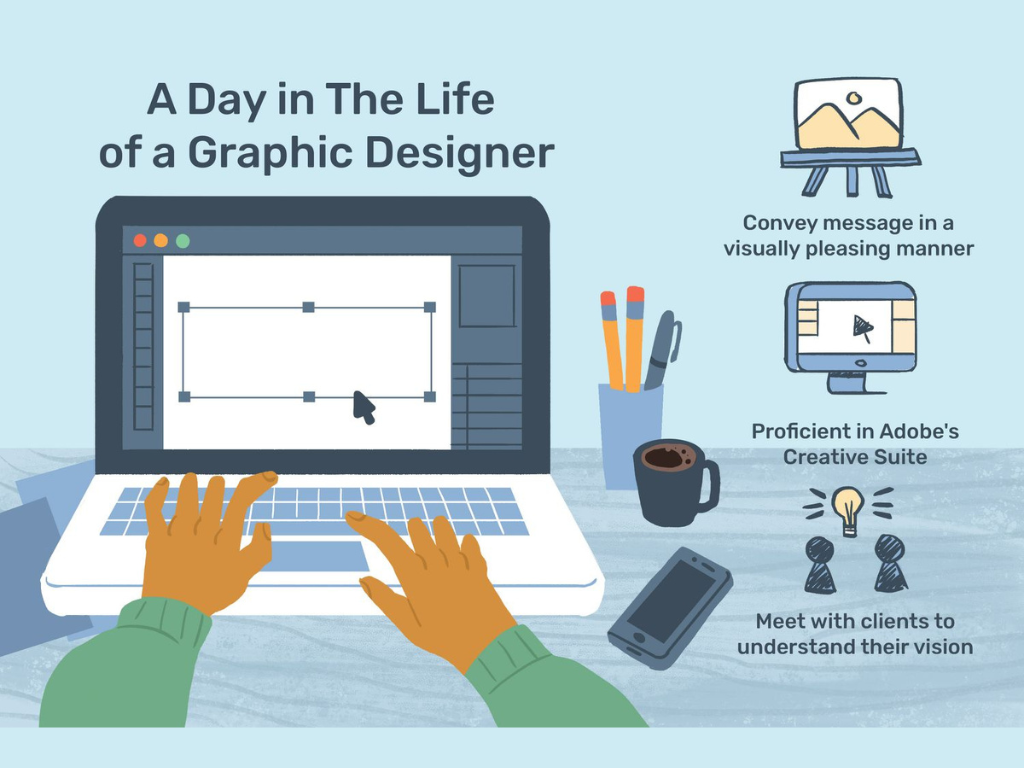 A Day in The Life
of a Graphic Designer
Convey message in a
visually pleasing manner
Proficient in Adobe's
Creative Suite
Meet with clients to
understand their vision